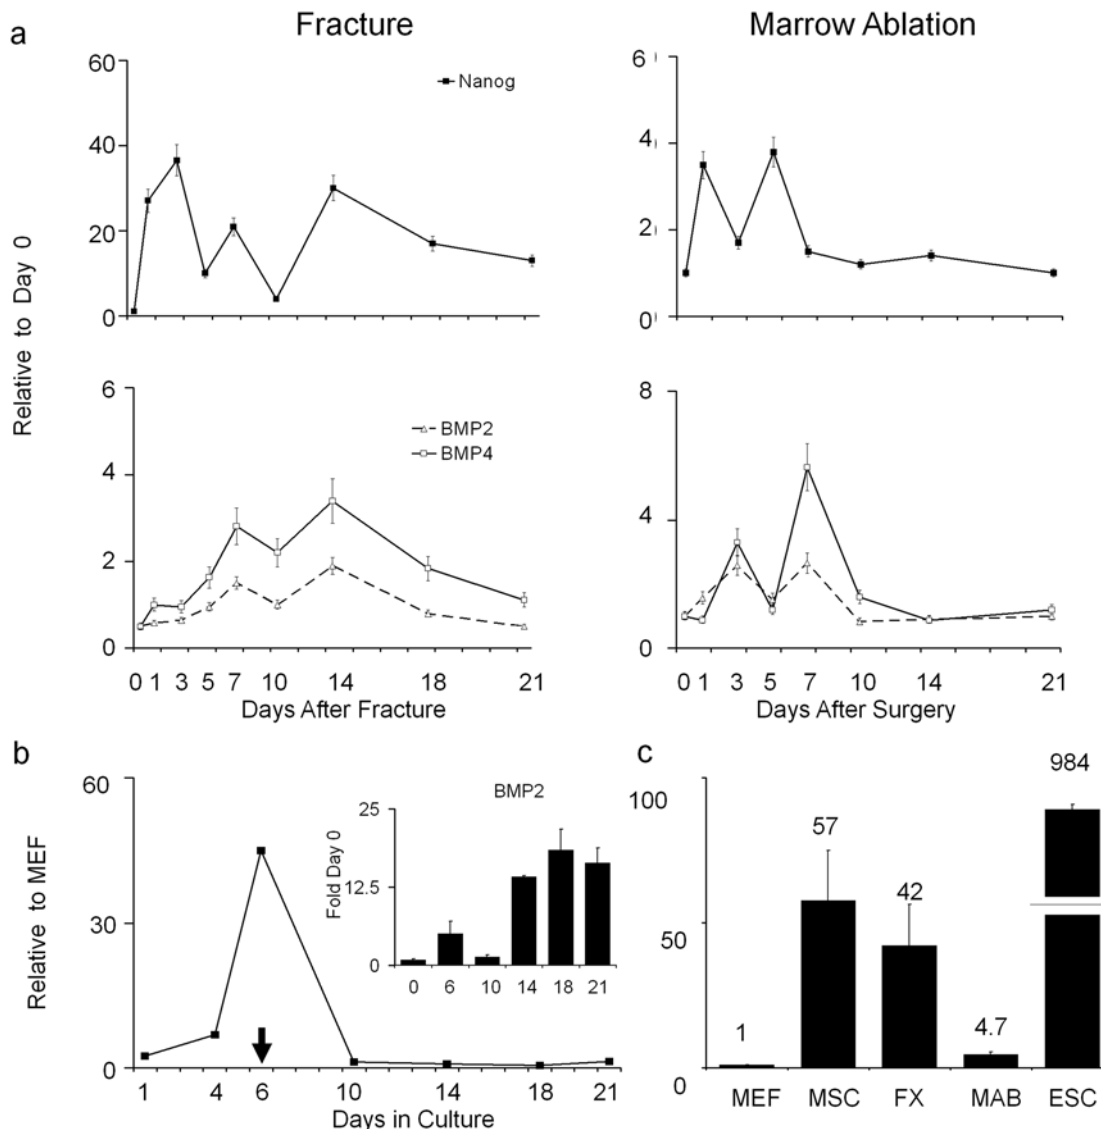 a
Fracture
Marrow Ablation
Relative to Day 0
60
40
20
0
Nanog
6
4
2
0
6
4
2
0
BMP2
BMP4
8
4
0
0 1 3 5 7 10 14 18 21
Days After Fracture
0 1 3 5 7 10 14 21
Days After Surgery
b
Relative to MEF
60
30
0
1 4 6 10 14 18 21
Days in Culture
BMP2
Fold Day 0
25
12.5
0
0 6 10 14 18 21
c
100
50
0
1
57
42
4.7
984
MEF MSC FX MAB ESC